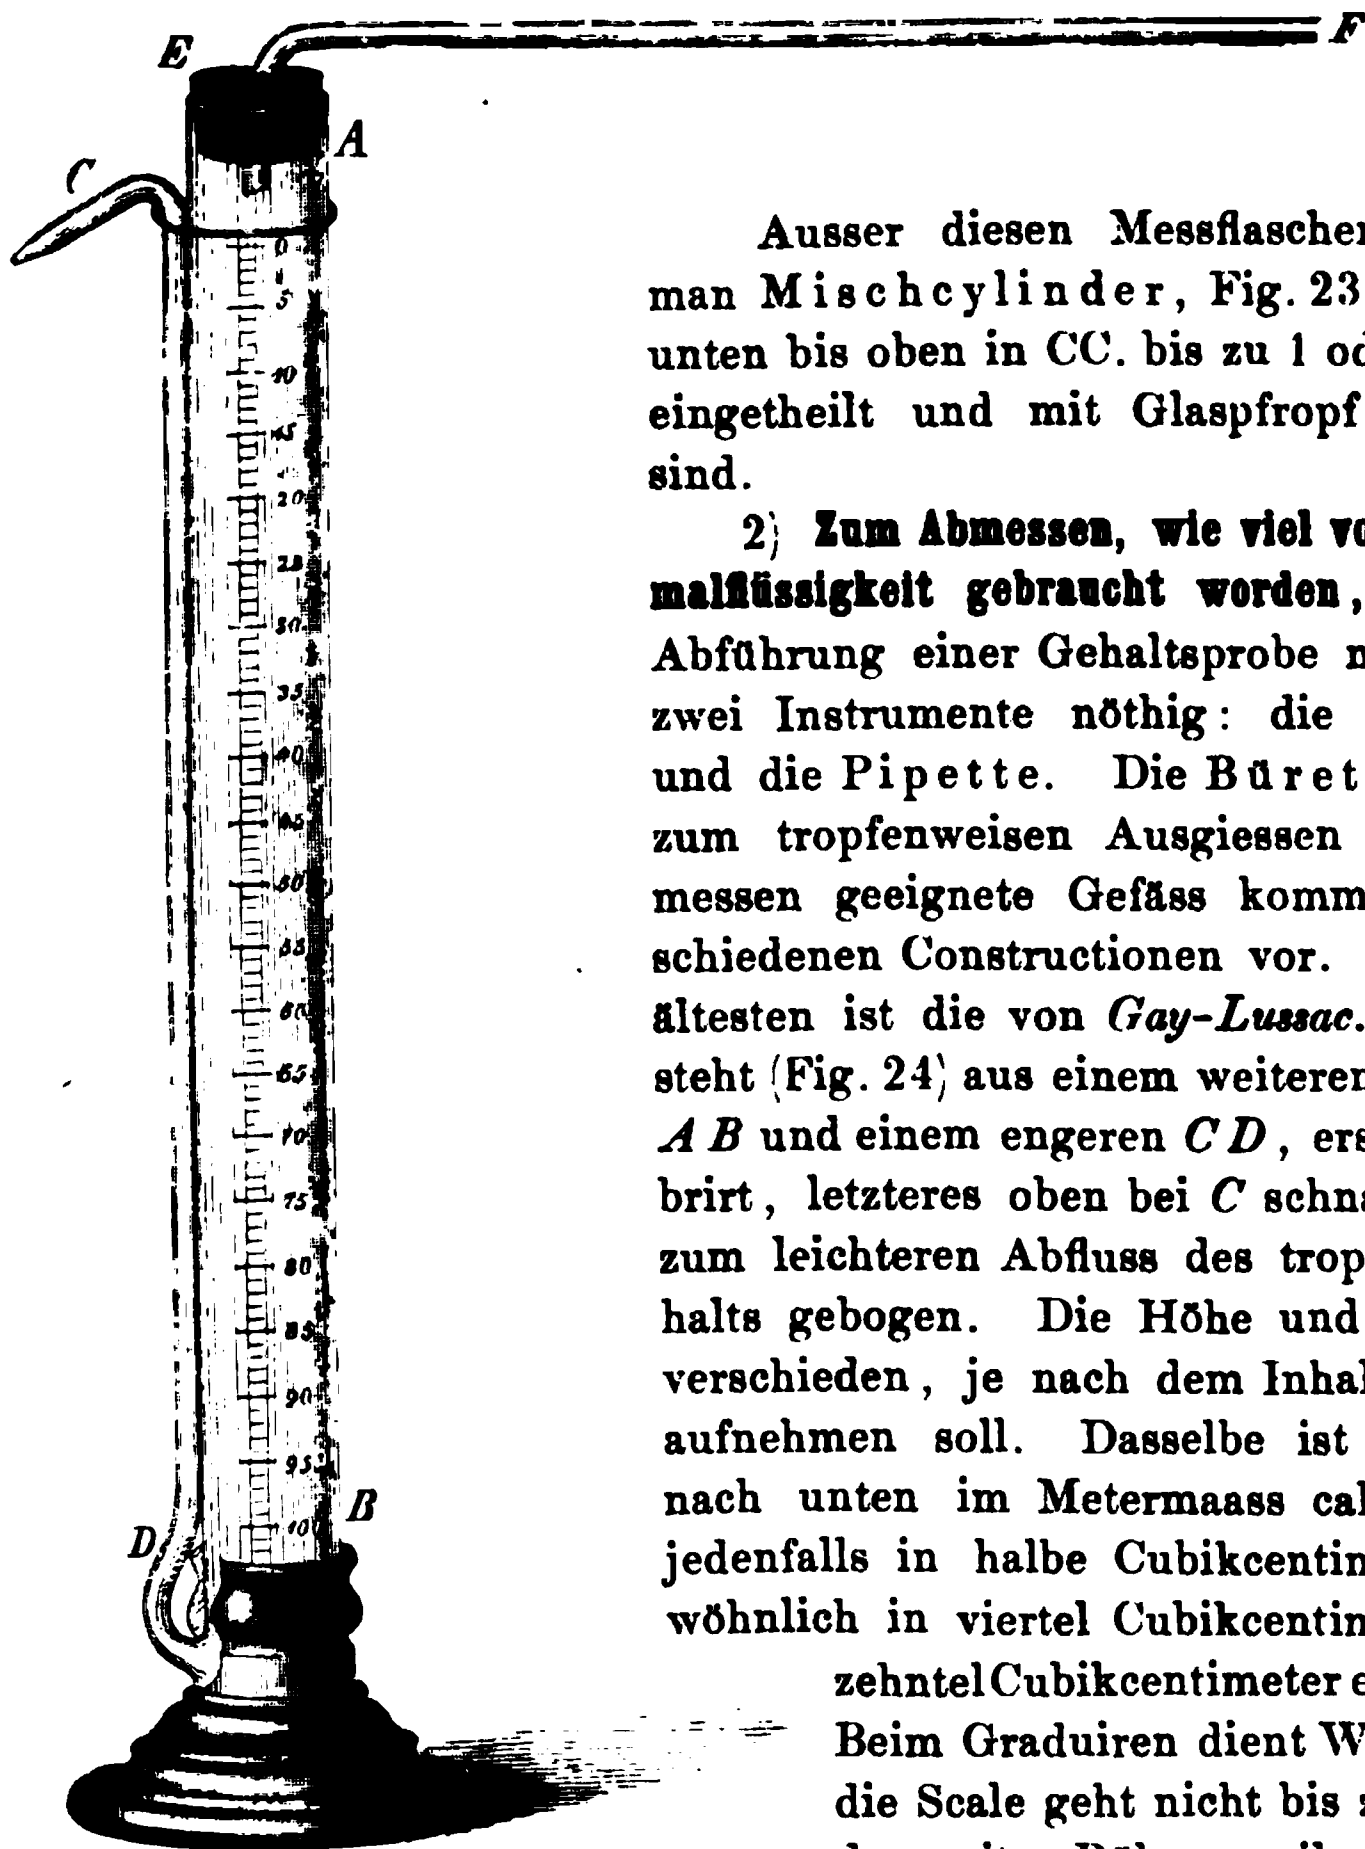 E
F
A
C
0
5
10
15
20
25
30
35
40
45
50
55
60
65
70
75
80
85
90
95
100
B
D
Ausser diesen Messflaschen
man Mischcylinder, Fig. 23
unten bis oben in CC. bis zu 1 od
eingetheilt und mit Glaspfropf
sind.
2) Zum Abmessen, wie viel vo
malflüssigkeit gebraucht worden,
Abführung einer Gehaltsprobe n
zwei Instrumente nöthig: die
und die Pipette. Die Büret
zum tropfenweisen Ausgiessen
messen geeignete Gefäss komm
schiedenen Constructionen vor.
ältesten ist die von Gay-Lussac.
steht (Fig. 24) aus einem weiteren
A B und einem engeren C D, ers
brirt, letzteres oben bei C schna
zum leichteren Abfluss des trop
halts gebogen. Die Höhe und
verschieden, je nach dem Inhal
aufnehmen soll. Dasselbe ist
nach unten im Metermaass cal
jedenfalls in halbe Cubikcentim
wöhnlich in viertel Cubikcentim
zehntel Cubikcentimeter e
Beim Graduiren dient W
die Scale geht nicht bis